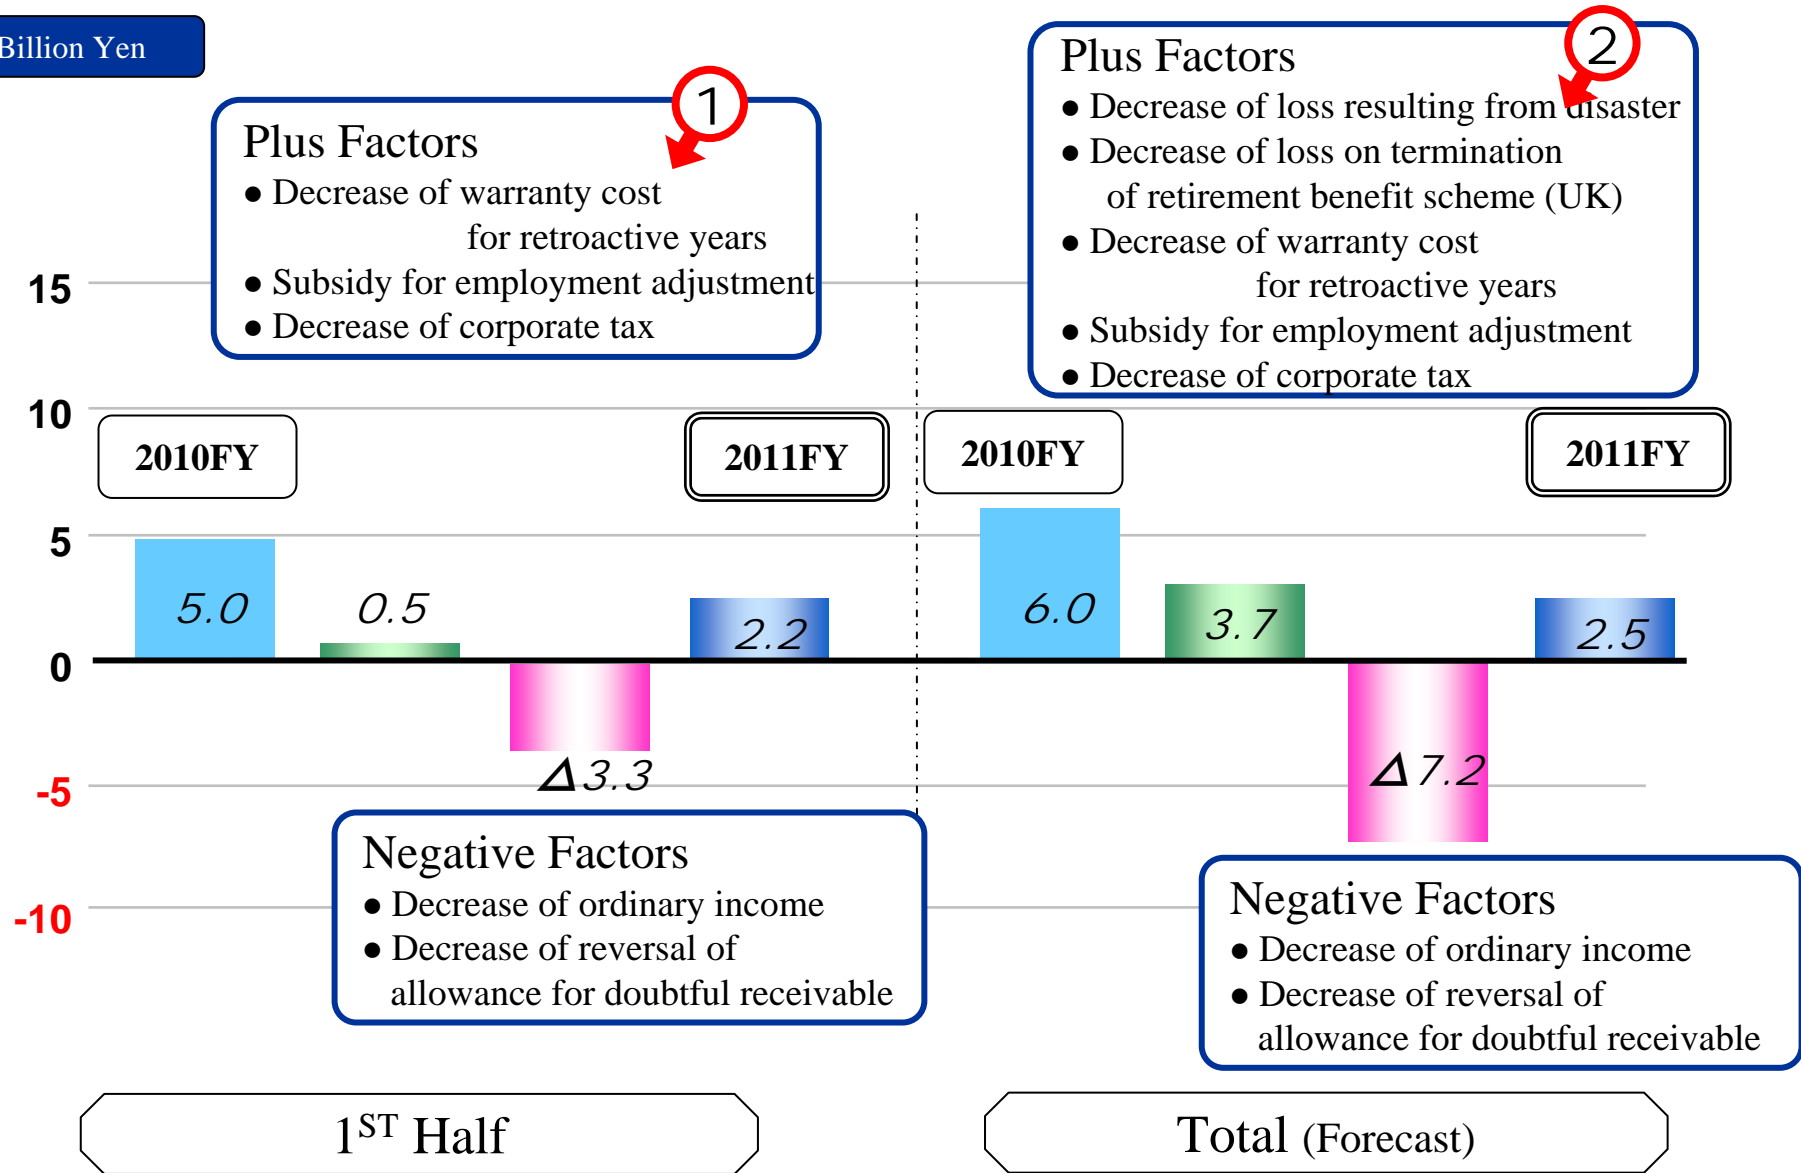 Billion Yen
1
Plus Factors
● Decrease of warranty cost
for retroactive years
● Subsidy for employment adjustment
● Decrease of corporate tax
2
Plus Factors
● Decrease of loss resulting from disaster
● Decrease of loss on termination
of retirement benefit scheme (UK)
● Decrease of warranty cost
for retroactive years
● Subsidy for employment adjustment
● Decrease of corporate tax
15
10
5
0
-5
-10
2010FY
2011FY
5.0
0.5
Δ3.3
2.2
Negative Factors
● Decrease of ordinary income
● Decrease of reversal of
allowance for doubtful receivable
1ST Half
2010FY
2011FY
6.0
3.7
Δ7.2
2.5
Negative Factors
● Decrease of ordinary income
● Decrease of reversal of
allowance for doubtful receivable
Total (Forecast)